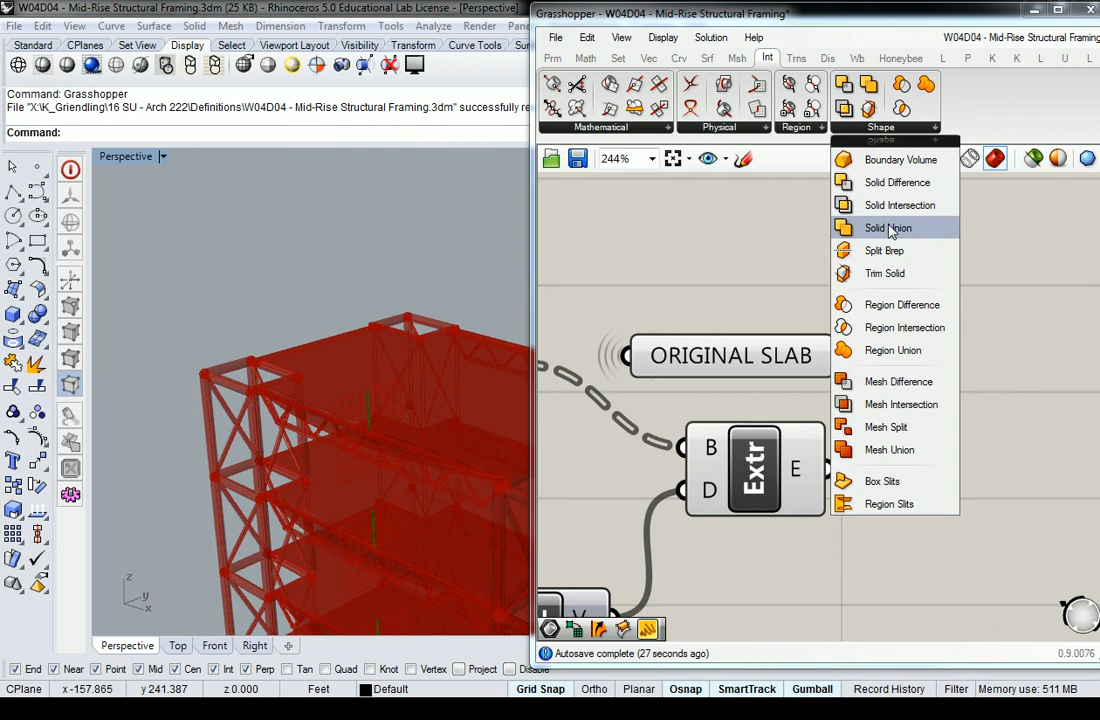 W04D04 - Mid-Rise Structural Framing.3dm (25 KB) - Rhinoceros 5.0 Educational Lab License - [Perspective]
File Edit View Curve Surface Solid Mesh Dimension Transform Tools Analyze Render Pan
Standard CPlanes Set View Display Select Viewport Layout Visibility Transform Curve Tools Sur
Command: Grasshopper
File "X:\K_Griendling\16 SU - Arch 222\Definitions\W04D04 - Mid-Rise Structural Framing.3dm" successfully re
Command:
Perspective
z
y
x
Perspective Top Front Right
End Near Point Mid Cen Int Perp Tan Quad Knot Vertex Project Disable
CPlane x -157.865 y 241.387 z 0.000 Feet Default Grid Snap Ortho Planar Osnap SmartTrack Gumball Record History Filter Memory use: 511 MB
Grasshopper - W04D04 - Mid-Rise Structural Framing*
File Edit View Display Solution Help W04D04 - Mid-Rise Structural Framing
Prm Math Set Vec Crv Srf Msh Int Trns Dis Wb Honeybee L P K K L U L
Mathematical Physical Region Shape
244%
Shape
Boundary Volume
Solid Difference
Solid Intersection
Solid Union
Split Brep
Trim Solid
Region Difference
Region Intersection
Region Union
Mesh Difference
Mesh Intersection
Mesh Split
Mesh Union
Box Slits
Region Slits
ORIGINAL SLAB
B
D
Extr
E
V
Autosave complete (27 seconds ago)
0.9.0076